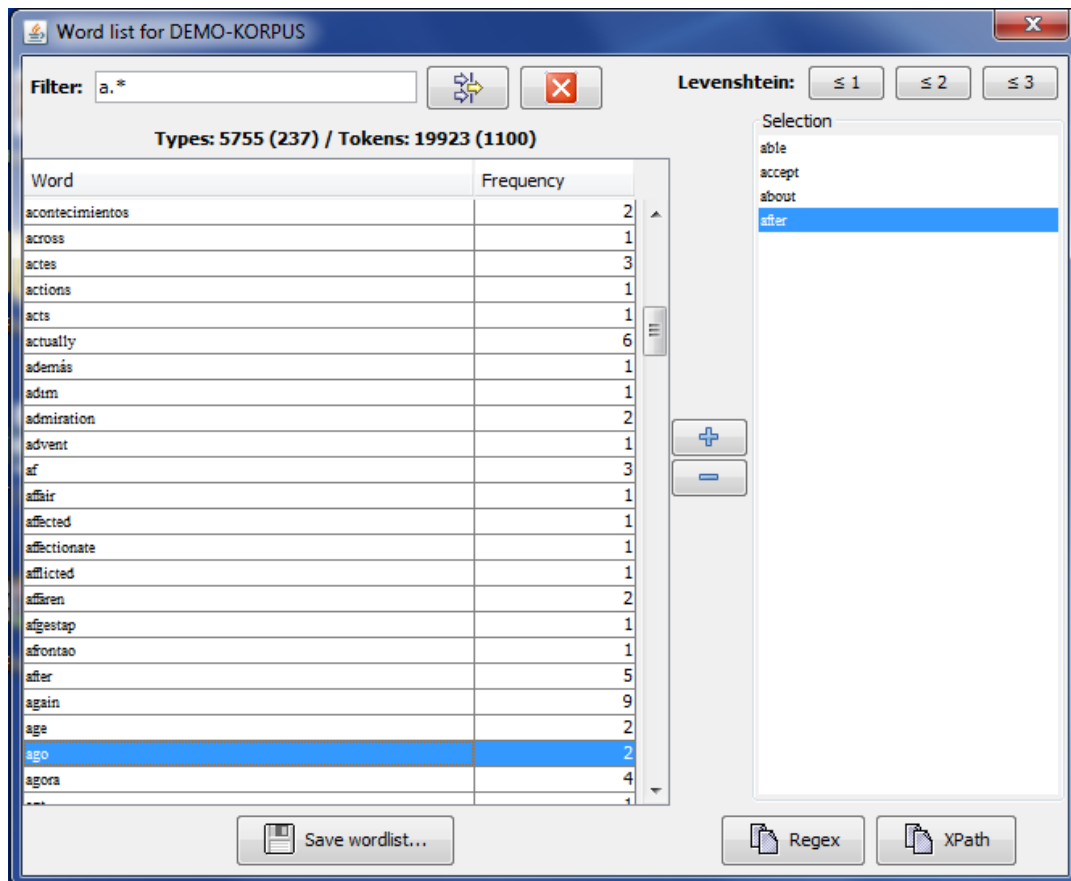 Word list for DEMO-KORPUS
Filter: a.*
Levenshtein: ≤ 1 ≤ 2 ≤ 3
Types: 5755 (237) / Tokens: 19923 (1100)
Word Frequency
acontecimientos 2
across 1
actes 3
actions 1
acts 1
actually 6
además 1
adım 1
admiration 2
advent 1
af 3
affair 1
affected 1
affectionate 1
afflicted 1
affären 2
afgestap 1
afrontao 1
after 5
again 9
age 2
ago 2
agora 4
1
Selection
able
accept
about
after
Save wordlist...
Regex
XPath